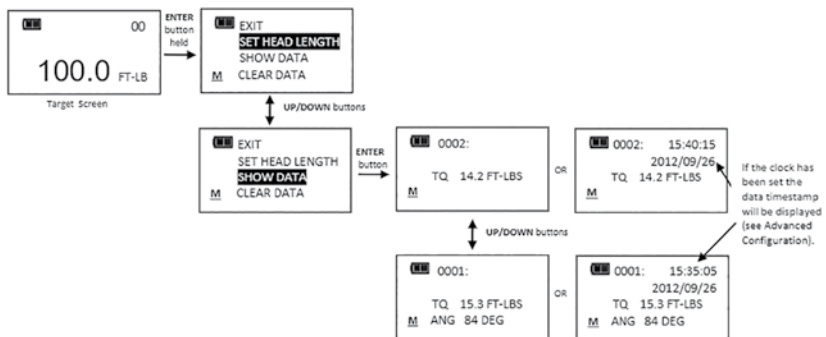 00
100.0 FT-LB
Target Screen
ENTER
button
held
EXIT
SET HEAD LENGTH
SHOW DATA
M CLEAR DATA
UP/DOWN buttons
EXIT
SET HEAD LENGTH
SHOW DATA
M CLEAR DATA
ENTER
button
0002:
TQ 14.2 FT-LBS
M
OR
0002: 15:40:15
2012/09/26
TQ 14.2 FT-LBS
M
If the clock has
been set the
data timestamp
will be displayed
(see Advanced
Configuration).
UP/DOWN buttons
0001:
TQ 15.3 FT-LBS
M ANG 84 DEG
OR
0001: 15:35:05
2012/09/26
TQ 15.3 FT-LBS
M ANG 84 DEG